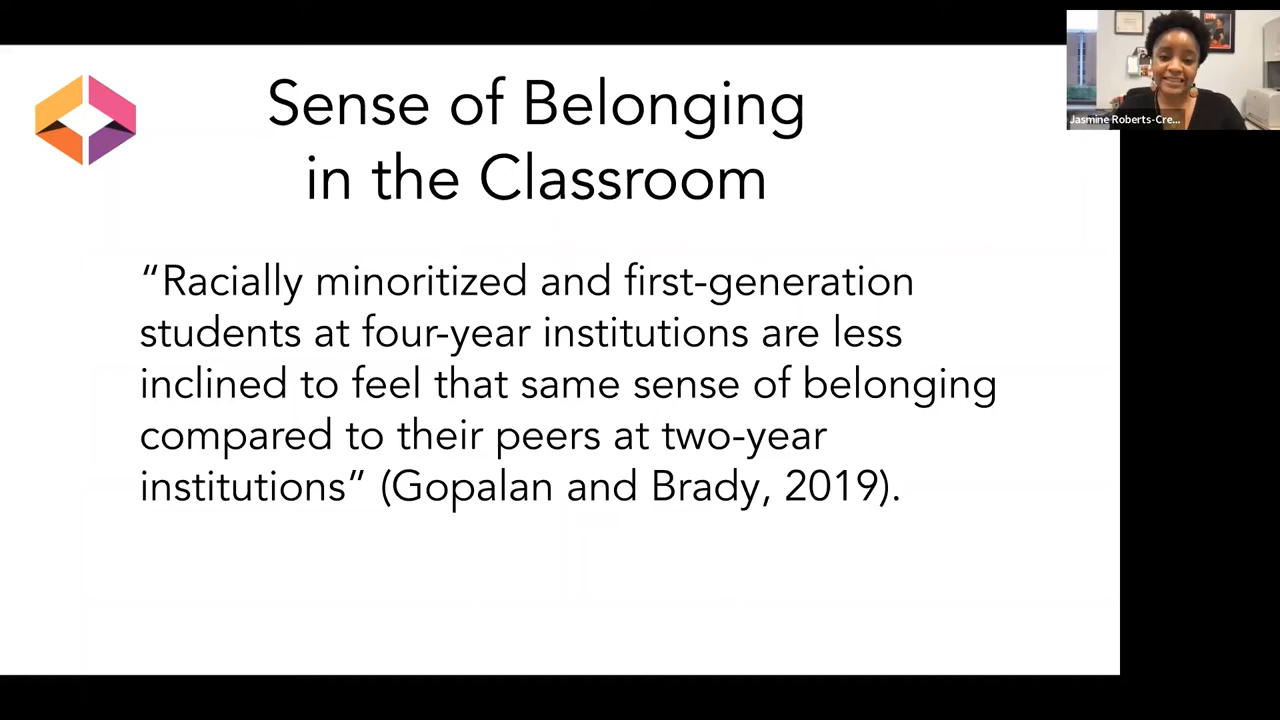 Sense of Belonging
in the Classroom
“Racially minoritized and first-generation
students at four-year institutions are less
inclined to feel that same sense of belonging
compared to their peers at two-year
institutions” (Gopalan and Brady, 2019).
Jasmine Roberts-Cre...